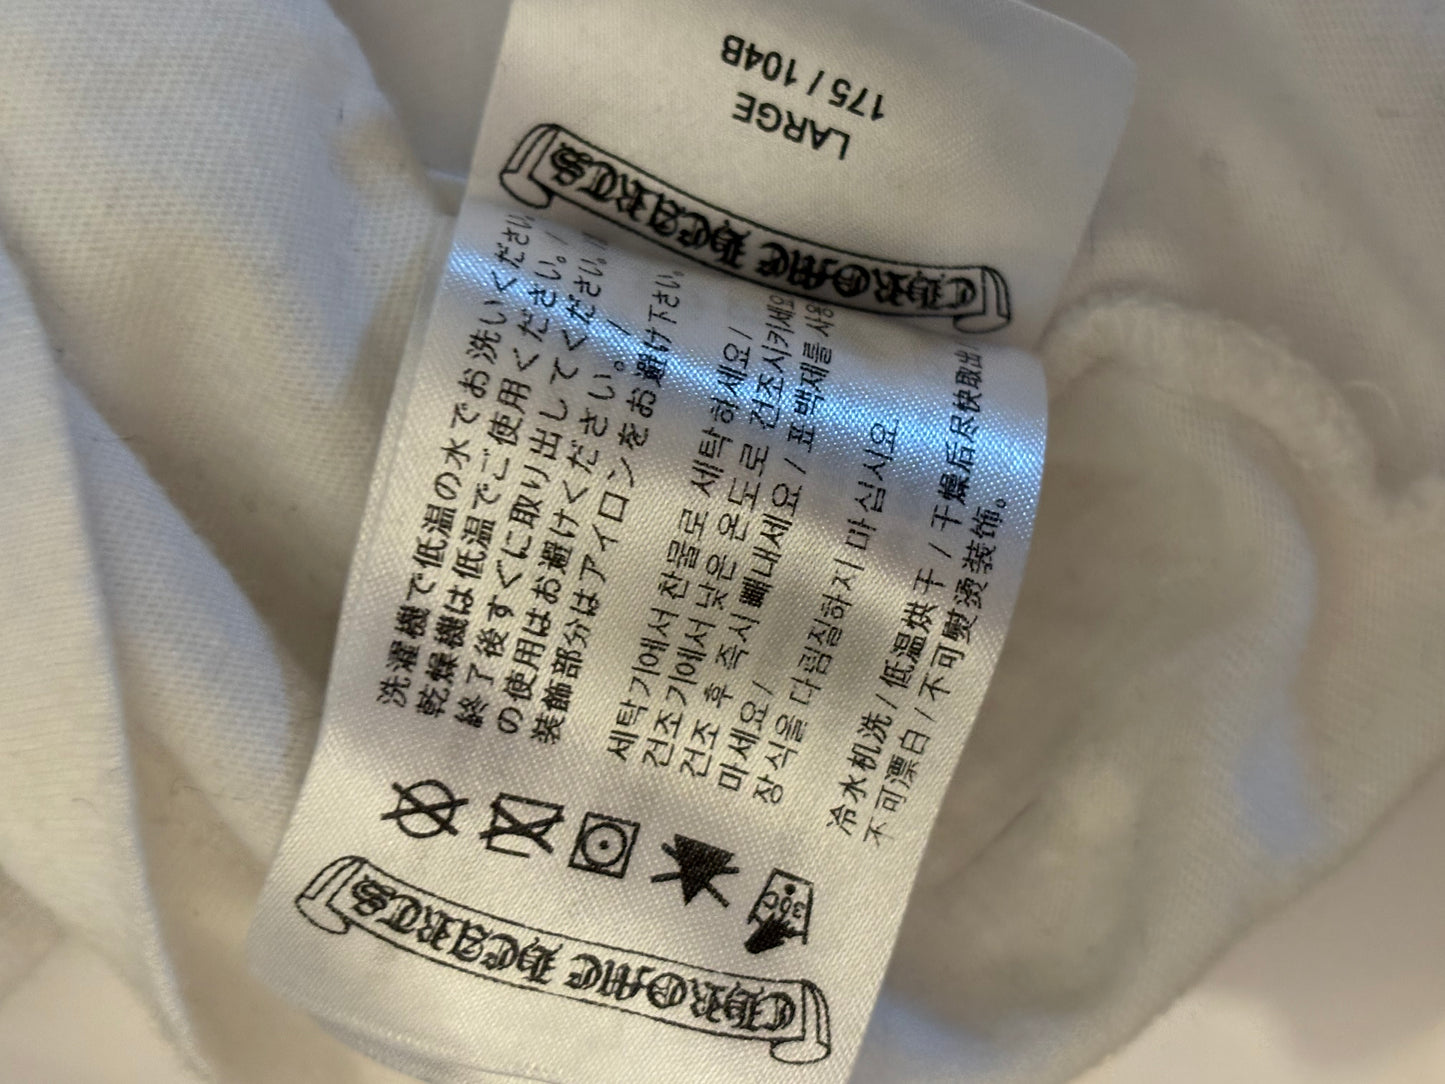 CHROME HEARTS
30C
洗濯機で低温の水でお洗いください。
乾燥機は低温でご使用ください。/
終了後すぐに取り出してください。/
の使用はお避けください。/
装飾部分はアイロンをお避け下さい。
세탁기에서 찬물로 세탁하세요 /
건조기에서 낮은 온도로 건조시키세요
건조 후 즉시 빼내세요 / 표백제를 사용
마세요 /
장식을 다림질하지 마십시요
冷水机洗 / 低温烘干 / 干燥后尽快取出 /
不可漂白 / 不可熨烫装饰。
CHROME HEARTS
LARGE
175 / 104B